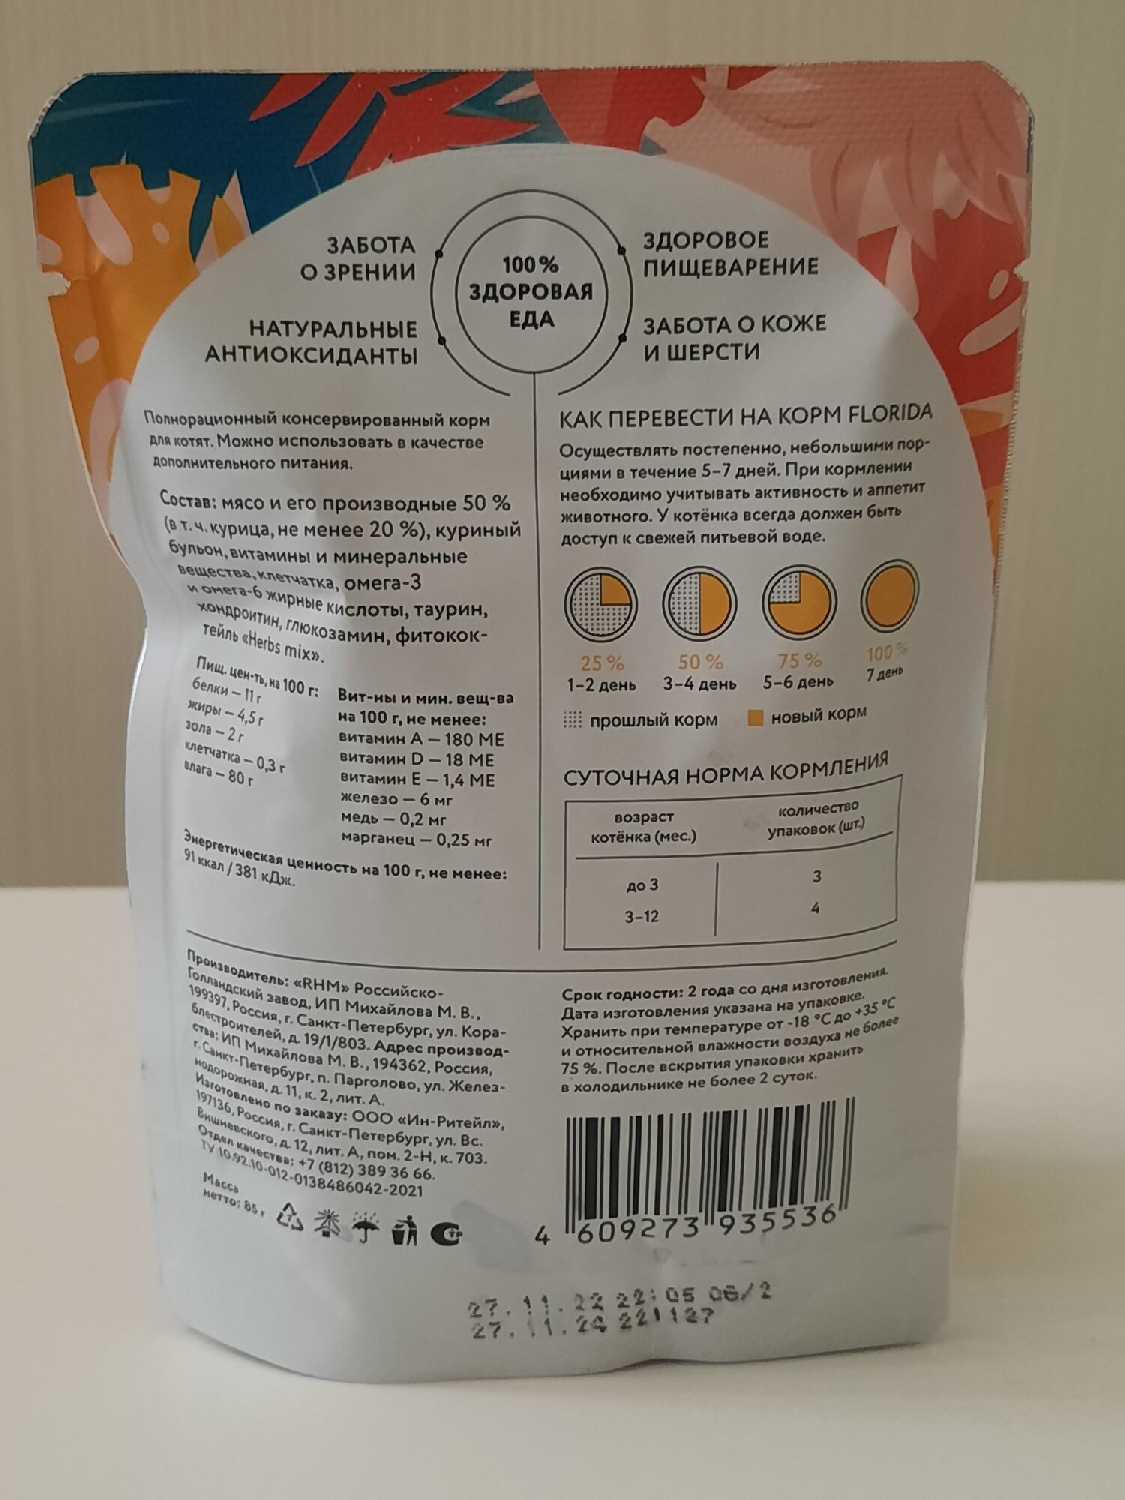 ЗАБОТА
О ЗРЕНИИ
НАТУРАЛЬНЫЕ
АНТИОКСИДАНТЫ
100 %
ЗДОРОВАЯ
ЕДА
ЗДОРОВОЕ
ПИЩЕВАРЕНИЕ
ЗАБОТА О КОЖЕ
И ШЕРСТИ
Полнорационный консервированный корм
для котят. Можно использовать в качестве
дополнительного питания.
Состав: мясо и его производные 50 %
(в т. ч. курица, не менее 20 %), куриный
бульон, витамины и минеральные
вещества, клетчатка, омега-3
и омега-6 жирные кислоты, таурин,
хондроитин, глюкозамин, фитокок-
тейль «Herbs mix».
Пищ. цен-ть, на 100 г:
белки — 11 г
жиры — 4,5 г
зола — 2 г
клетчатка — 0,3 г
влага — 80 г
Вит-ны и мин. вещ-ва
на 100 г, не менее:
витамин А — 180 МЕ
витамин D — 18 МЕ
витамин Е — 1,4 МЕ
железо — 6 мг
медь — 0,2 мг
марганец — 0,25 мг
Энергетическая ценность на 100 г, не менее:
91 ккал / 381 кДж.
КАК ПЕРЕВЕСТИ НА КОРМ FLORIDA
Осуществлять постепенно, небольшими пор-
циями в течение 5–7 дней. При кормлении
необходимо учитывать активность и аппетит
животного. У котёнка всегда должен быть
доступ к свежей питьевой воде.
25 % 50 % 75 % 100 %
1–2 день 3–4 день 5–6 день 7 день
прошлый корм новый корм
СУТОЧНАЯ НОРМА КОРМЛЕНИЯ
возраст количество
котёнка (мес.) упаковок (шт.)
до 3 3
3–12 4
Производитель: «RHM» Российско-
Голландский завод, ИП Михайлова М. В.,
199397, Россия, г. Санкт-Петербург, ул. Кора-
блестроителей, д. 19/1/803. Адрес производ-
ства: ИП Михайлова М. В., 194362, Россия,
г. Санкт-Петербург, п. Парголово, ул. Желез-
нодорожная, д. 11, к. 2, лит. А.
Изготовлено по заказу: ООО «Ин-Ритейл»,
197136, Россия, г. Санкт-Петербург, ул. Вс.
Вишневского, д. 12, лит. А, пом. 2-Н, к. 703.
Отдел качества: +7 (812) 389 36 66.
ТУ 10.92.10-012-0138486042-2021
Масса
нетто: 85 г
Срок годности: 2 года со дня изготовления.
Дата изготовления указана на упаковке.
Хранить при температуре от -18 °С до +35 °С
и относительной влажности воздуха не более
75 %. После вскрытия упаковки хранить
в холодильнике не более 2 суток.
4 609273 935536
27.11.22 22:05 06/2
27.11.24 221127